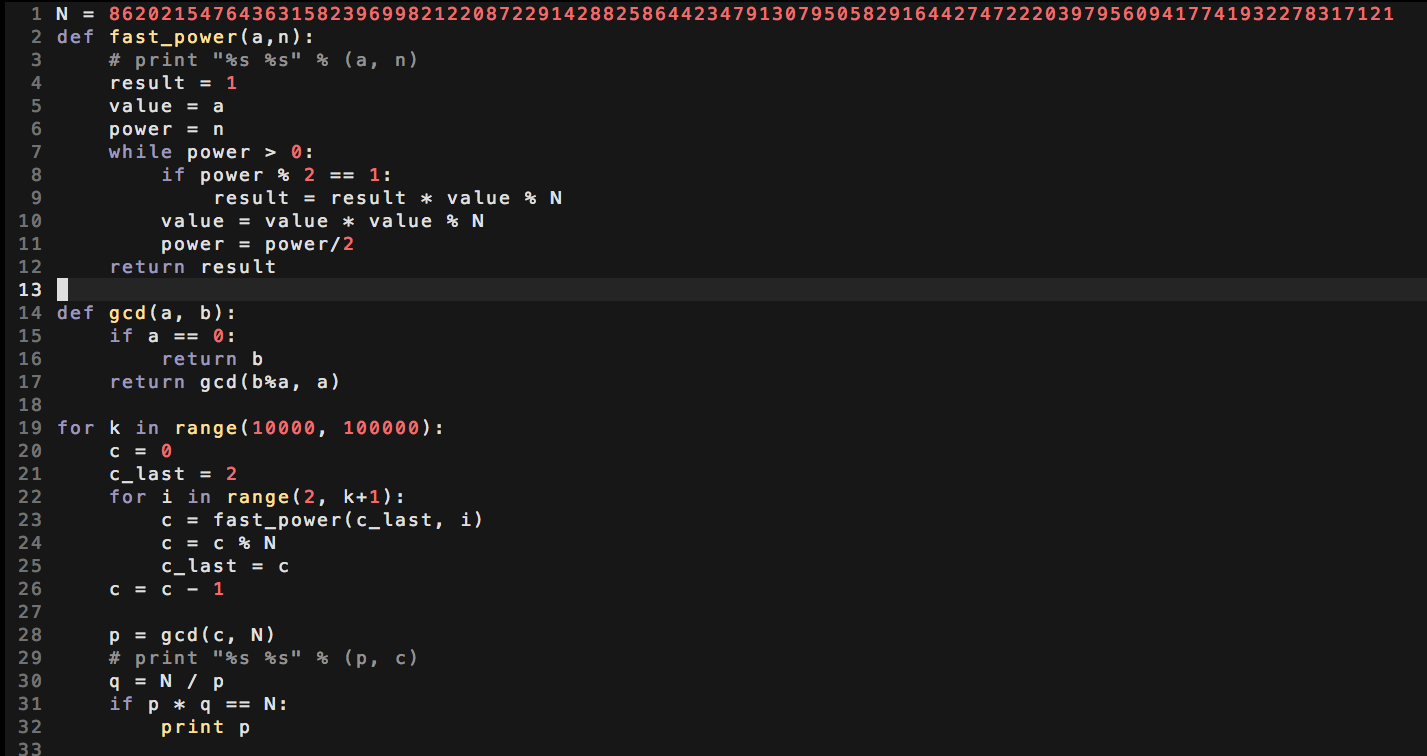 1 N = 862021547643631582396998212208722914288258644234791307950582916442747222039795609417741932278317121
2 def fast_power(a,n):
3     # print "%s %s" % (a, n)
4     result = 1
5     value = a
6     power = n
7     while power > 0:
8         if power % 2 == 1:
9             result = result * value % N
10         value = value * value % N
11         power = power/2
12     return result
13
14 def gcd(a, b):
15     if a == 0:
16         return b
17     return gcd(b%a, a)
18
19 for k in range(10000, 100000):
20     c = 0
21     c_last = 2
22     for i in range(2, k+1):
23         c = fast_power(c_last, i)
24         c = c % N
25         c_last = c
26     c = c - 1
27
28     p = gcd(c, N)
29     # print "%s %s" % (p, c)
30     q = N / p
31     if p * q == N:
32         print p
33